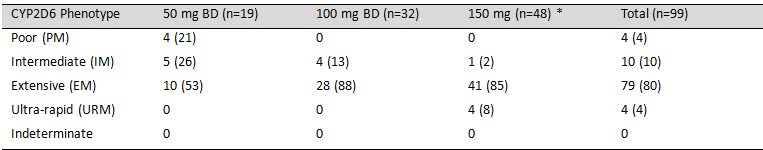 CYP2D6 Phenotype 50 mg BD (n=19) 100 mg BD (n=32) 150 mg (n=48) * Total (n=99)
Poor (PM) 4 (21) 0 0 4 (4)
Intermediate (IM) 5 (26) 4 (13) 1 (2) 10 (10)
Extensive (EM) 10 (53) 28 (88) 41 (85) 79 (80)
Ultra-rapid (URM) 0 0 4 (8) 4 (4)
Indeterminate 0 0 0 0